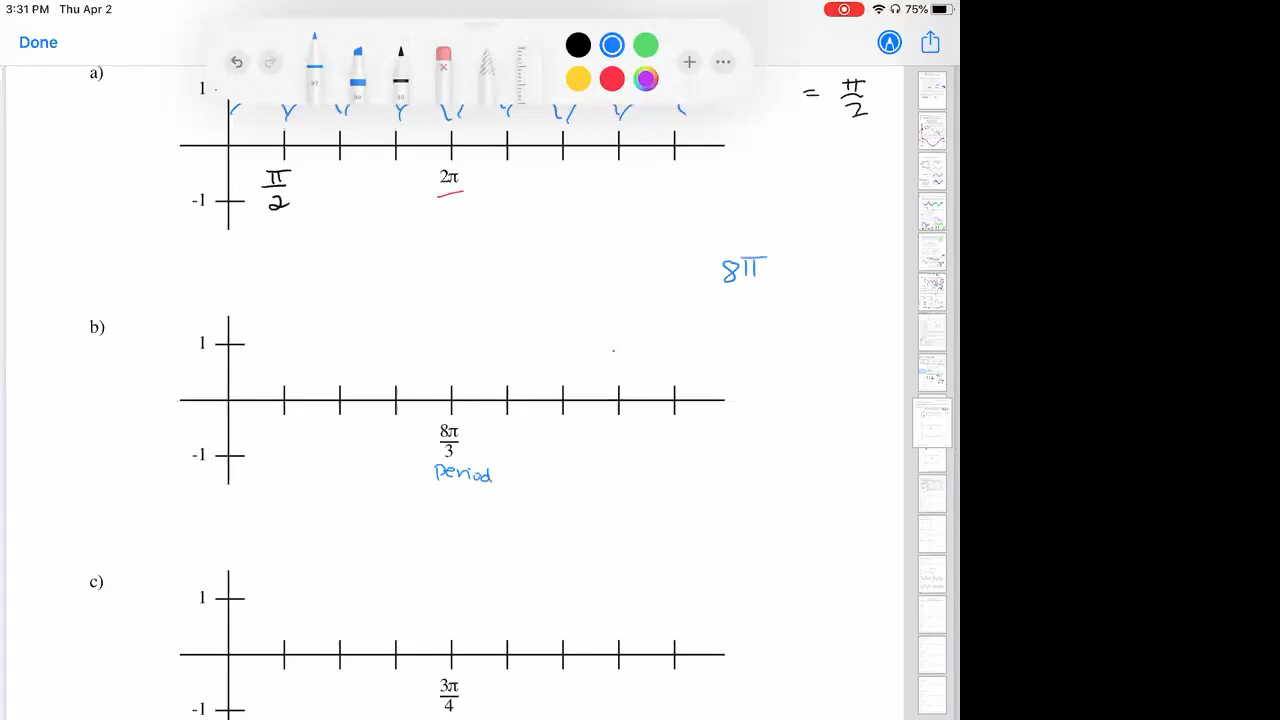 3:31 PM Thu Apr 2 75%
Done
a)
1
= π/2
π/2
2π
-1
8π
b)
1
8π/3
-1
period
c)
1
3π/4
-1